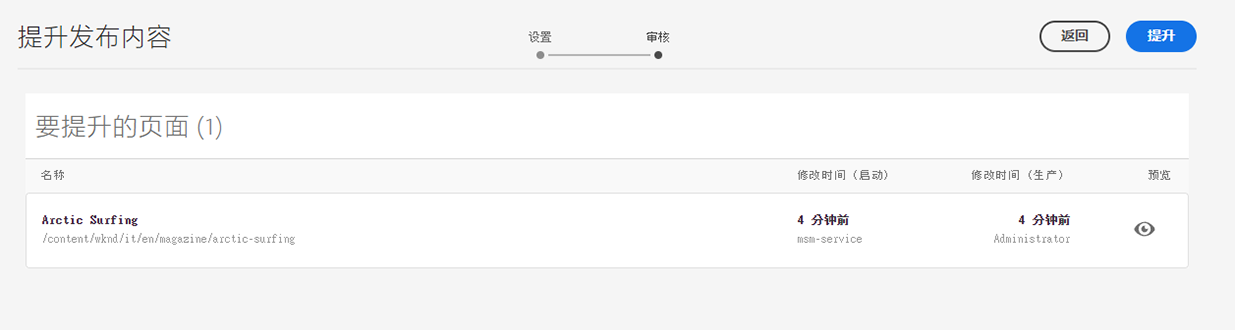 提升发布内容
设置
审核
返回
提升
要提升的页面 (1)
名称
修改时间（启动）
修改时间（生产）
预览
Arctic Surfing
4 分钟前
4 分钟前
/content/wknd/it/en/magazine/arctic-surfing
msm-service
Administrator